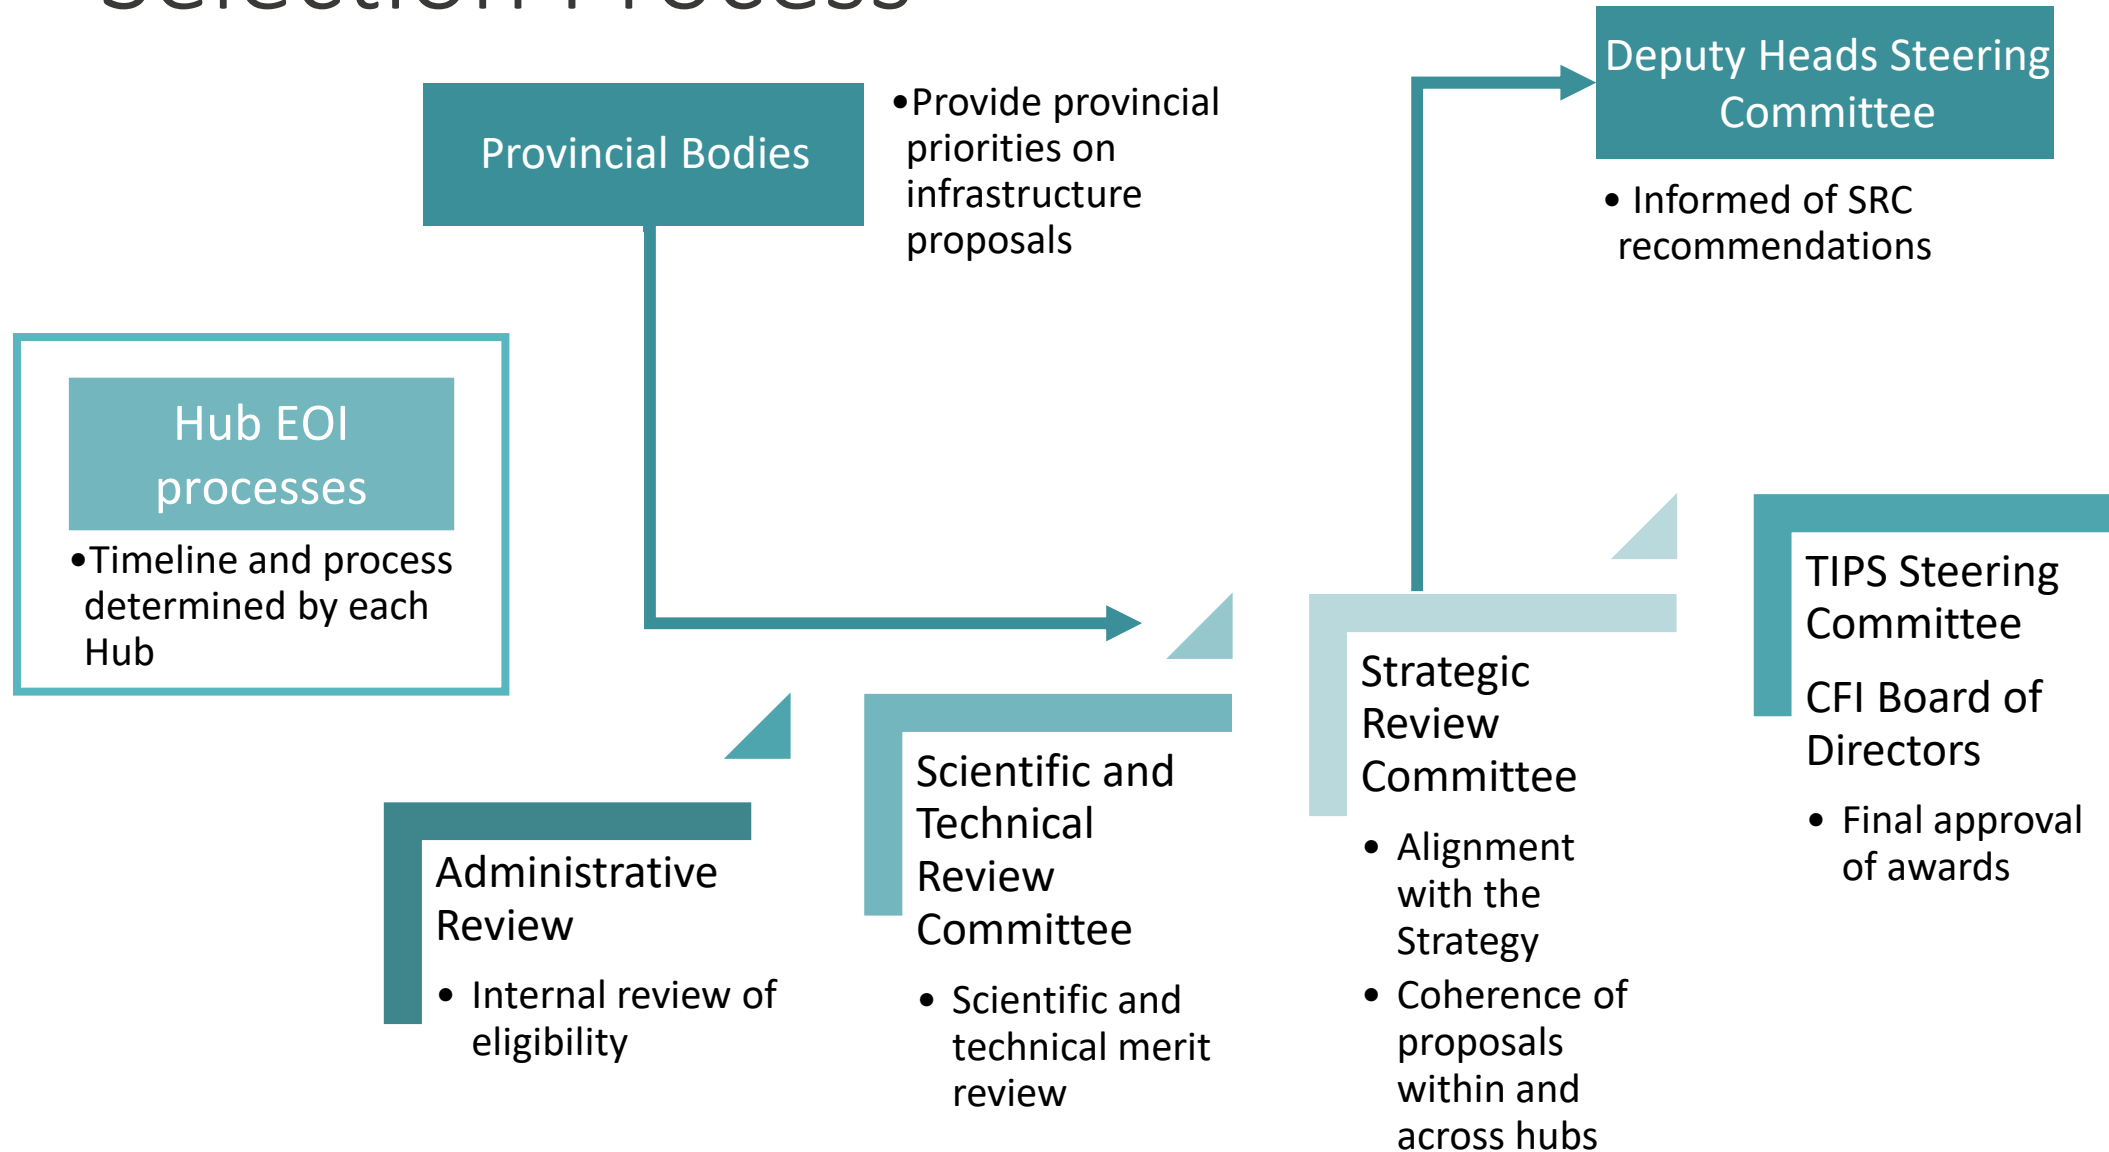 Selection Process
Provincial Bodies
•Provide provincial
priorities on
infrastructure
proposals
Deputy Heads Steering
Committee
• Informed of SRC
recommendations
Hub EOI
processes
•Timeline and process
determined by each
Hub
Administrative
Review
• Internal review of
eligibility
Scientific and
Technical
Review
Committee
• Scientific and
technical merit
review
Strategic
Review
Committee
• Alignment
with the
Strategy
• Coherence of
proposals
within and
across hubs
TIPS Steering
Committee
CFI Board of
Directors
• Final approval
of awards